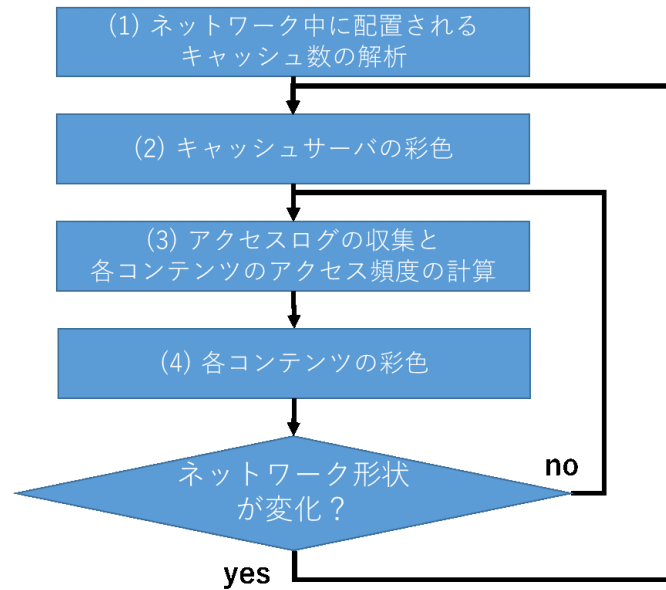 (1) ネットワーク中に配置される
キャッシュ数の解析
(2) キャッシュサーバの彩色
(3) アクセスログの収集と
各コンテンツのアクセス頻度の計算
(4) 各コンテンツの彩色
ネットワーク形状
が変化？
no
yes